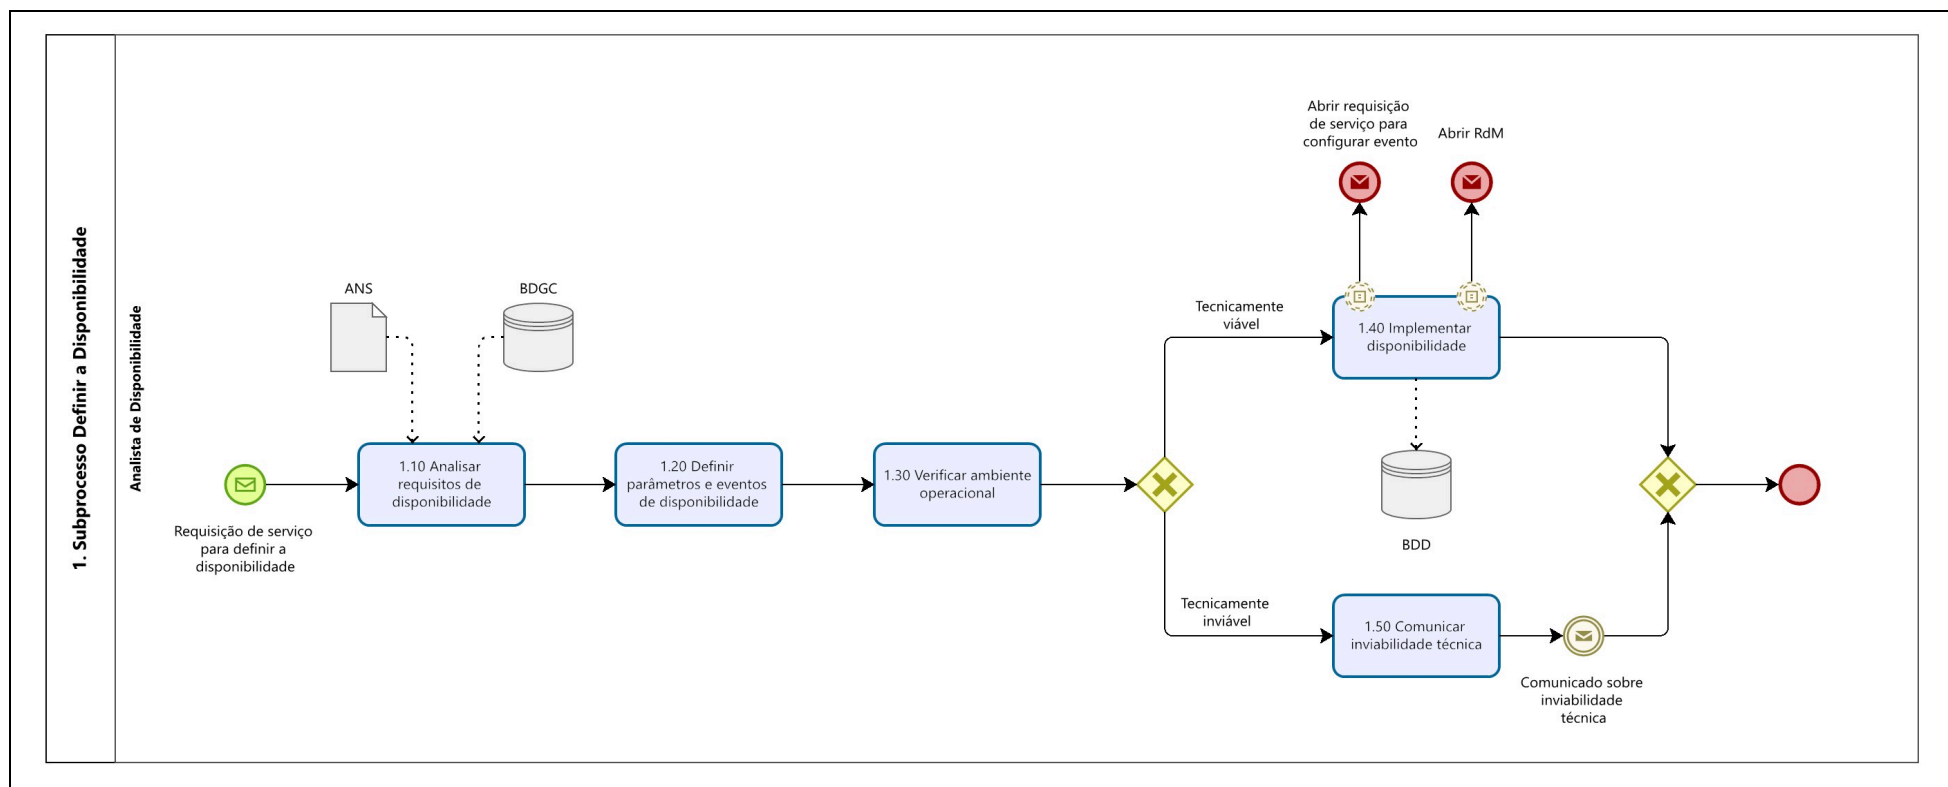 1. Subprocesso Definir a Disponibilidade
Analista de Disponibilidade
Requisição de serviço
para definir a
disponibilidade
ANS
BDGC
1.10 Analisar
requisitos de
disponibilidade
1.20 Definir
parâmetros e eventos
de disponibilidade
1.30 Verificar ambiente
operacional
Tecnicamente
viável
Abrir requisição
de serviço para
configurar evento
Abrir RdM
1.40 Implementar
disponibilidade
BDD
Tecnicamente
inviável
1.50 Comunicar
inviabilidade técnica
Comunicado sobre
inviabilidade
técnica